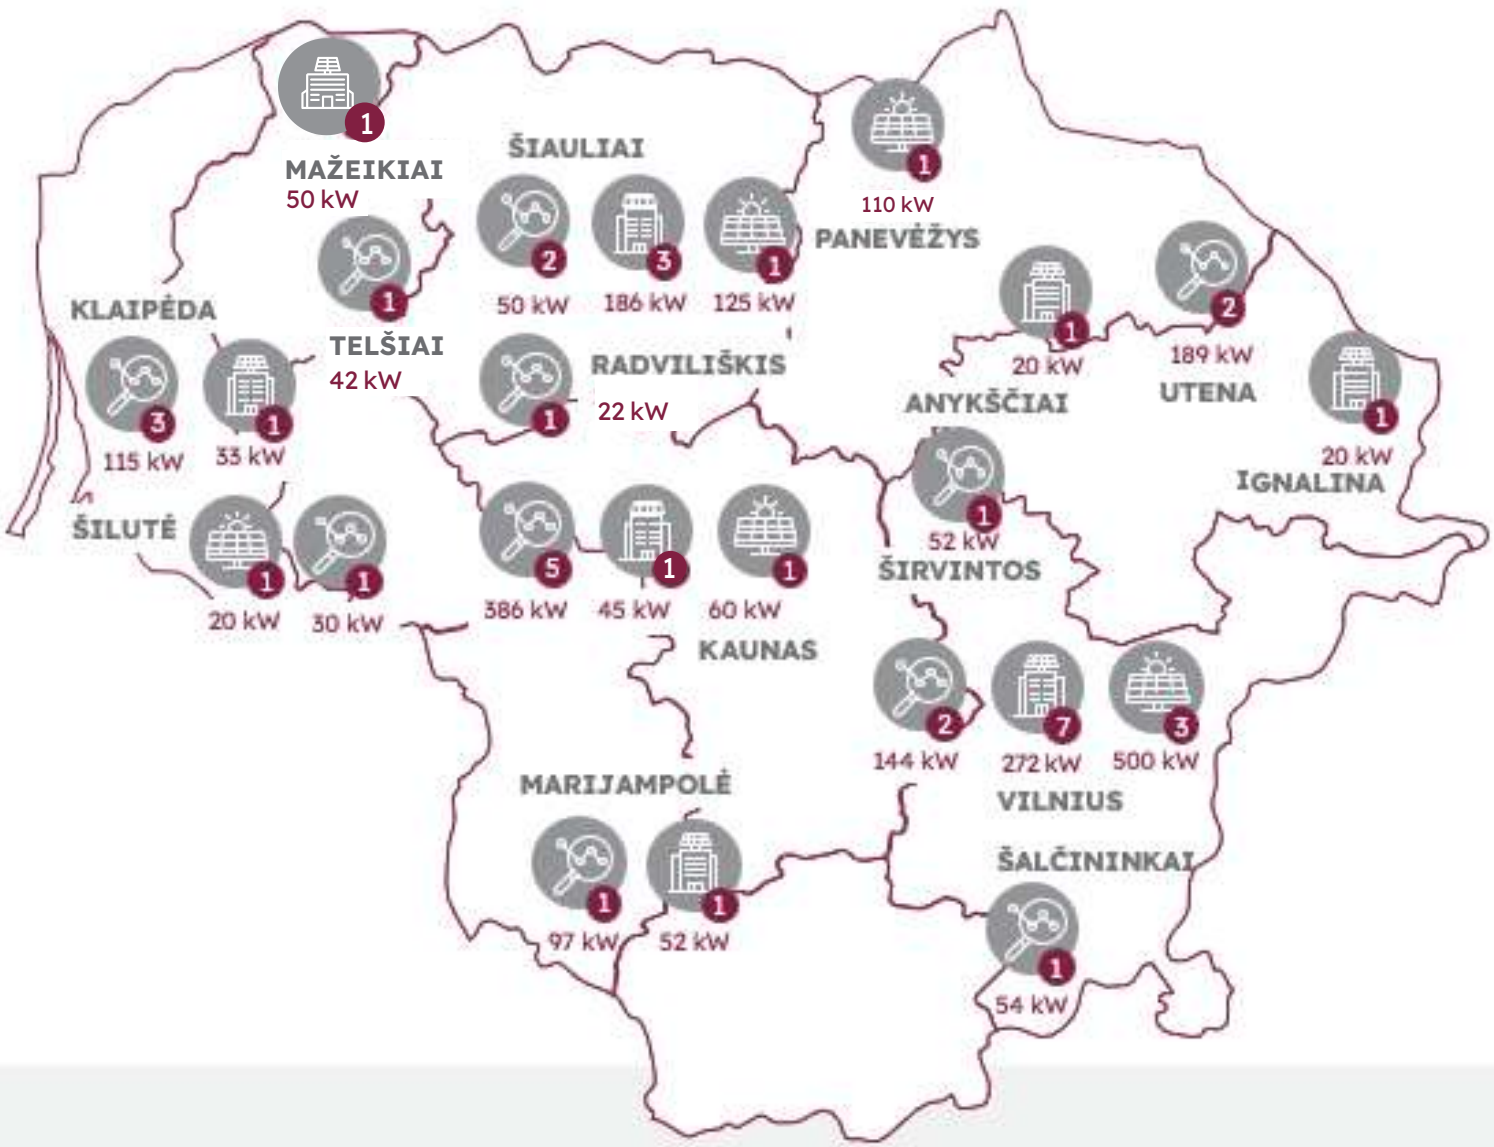 1
MAŽEIKIAI
50 kW
ŠIAULIAI
2 3 1
50 kW 186 kW 125 kW
1
110 kW
PANEVĖŽYS
1
TELŠIAI
42 kW
KLAIPĖDA
3 1
115 kW 33 kW
RADVILIŠKIS
1
22 kW
1
20 kW
ANYKŠČIAI
2
189 kW
UTENA
1
20 kW
IGNALINA
ŠILUTĖ
1 1
20 kW 30 kW
5 1 1
386 kW 45 kW 60 kW
KAUNAS
1
52 kW
ŠIRVINTOS
2 7 3
144 kW 272 kW 500 kW
VILNIUS
MARIJAMPOLĖ
1 1
97 kW 52 kW
ŠALČININKAI
1
54 kW